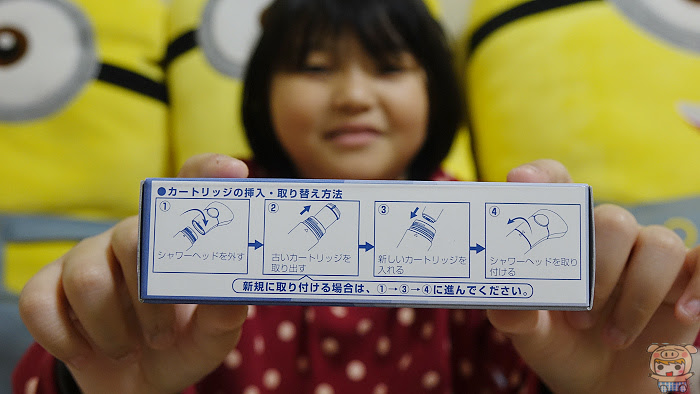 ●カートリッジの挿入・取り替え方法
①
シャワーヘッドを外す
②
古いカートリッジを
取り出す
③
新しいカートリッジを
入れる
④
シャワーヘッドを取り
付ける
新規に取り付ける場合は、①→③→④に進んでください。